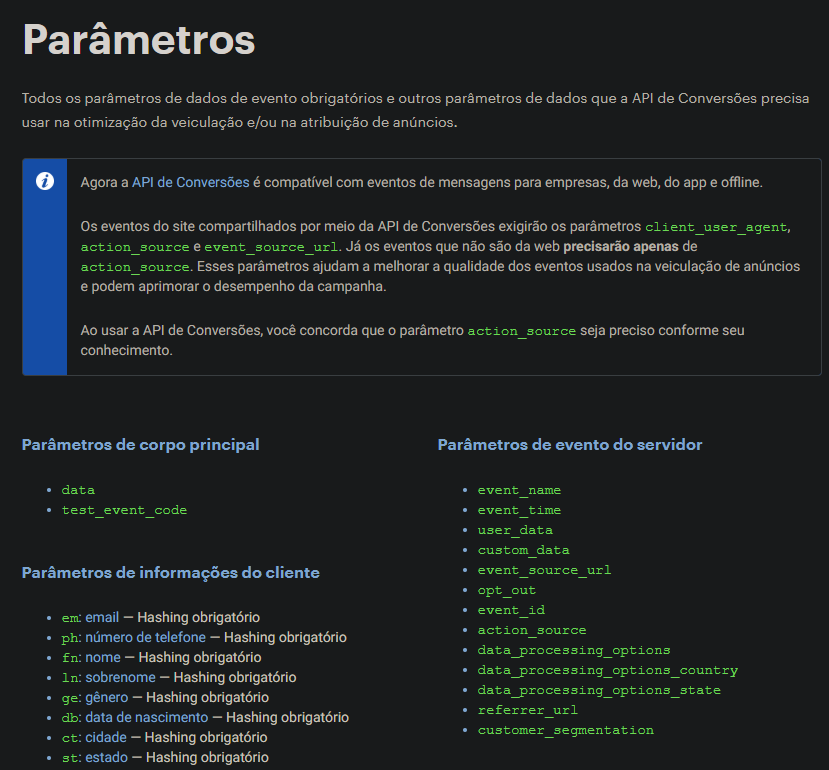 Parâmetros
Todos os parâmetros de dados de evento obrigatórios e outros parâmetros de dados que a API de Conversões precisa
usar na otimização da veiculação e/ou na atribuição de anúncios.
Agora a API de Conversões é compatível com eventos de mensagens para empresas, da web, do app e offline.
Os eventos do site compartilhados por meio da API de Conversões exigirão os parâmetros client_user_agent,
action_source e event_source_url. Já os eventos que não são da web precisarão apenas de
action_source. Esses parâmetros ajudam a melhorar a qualidade dos eventos usados na veiculação de anúncios
e podem aprimorar o desempenho da campanha.
Ao usar a API de Conversões, você concorda que o parâmetro action_source seja preciso conforme seu
conhecimento.
Parâmetros de corpo principal
• data
• test_event_code
Parâmetros de informações do cliente
• em: email — Hashing obrigatório
• ph: número de telefone — Hashing obrigatório
• fn: nome — Hashing obrigatório
• ln: sobrenome — Hashing obrigatório
• ge: gênero — Hashing obrigatório
• db: data de nascimento — Hashing obrigatório
• ct: cidade — Hashing obrigatório
• st: estado — Hashing obrigatório
Parâmetros de evento do servidor
• event_name
• event_time
• user_data
• custom_data
• event_source_url
• opt_out
• event_id
• action_source
• data_processing_options
• data_processing_options_country
• data_processing_options_state
• referrer_url
• customer_segmentation